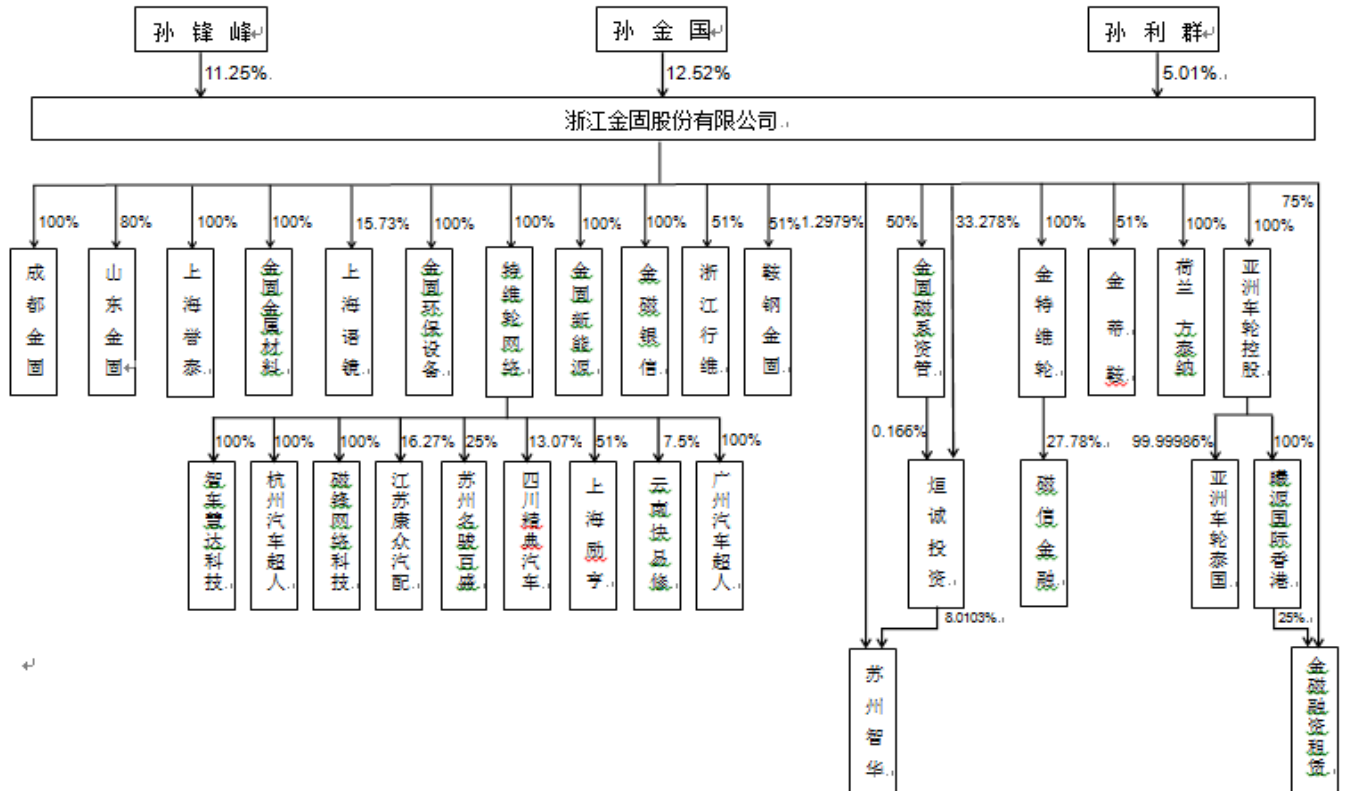 孙 锋 峰
孙 金 国
孙 利 群
11.25%
12.52%
5.01%
浙江金固股份有限公司
100%
80%
100%
100%
15.73%
100%
100%
100%
100%
51%
51%
1.2979%
50%
33.278%
100%
51%
100%
100%
75%
成都金固
山东金固
上海誉泰
金固金属材料
上海语镜
金固环保设备
特维轮网络
金固新能源
金磁银信
浙江行维
鞍钢金固
金固磁系资管
金特维轮
金蒂鞍
荷兰方泰纳
亚洲车轮控股
100%
100%
100%
16.27%
25%
13.07%
51%
7.5%
100%
0.166%
27.78%
99.99986%
100%
智车慧达科技
杭州汽车超人
磁锋网络科技
江苏康众汽配
苏州名骏百盛
四川精典汽车
上海励亨
云南快易修
广州汽车超人
烜诚投资
磁信金融
亚洲车轮泰国
曦源国际香港
8.0103%
25%
苏州智华
金磁融资租赁